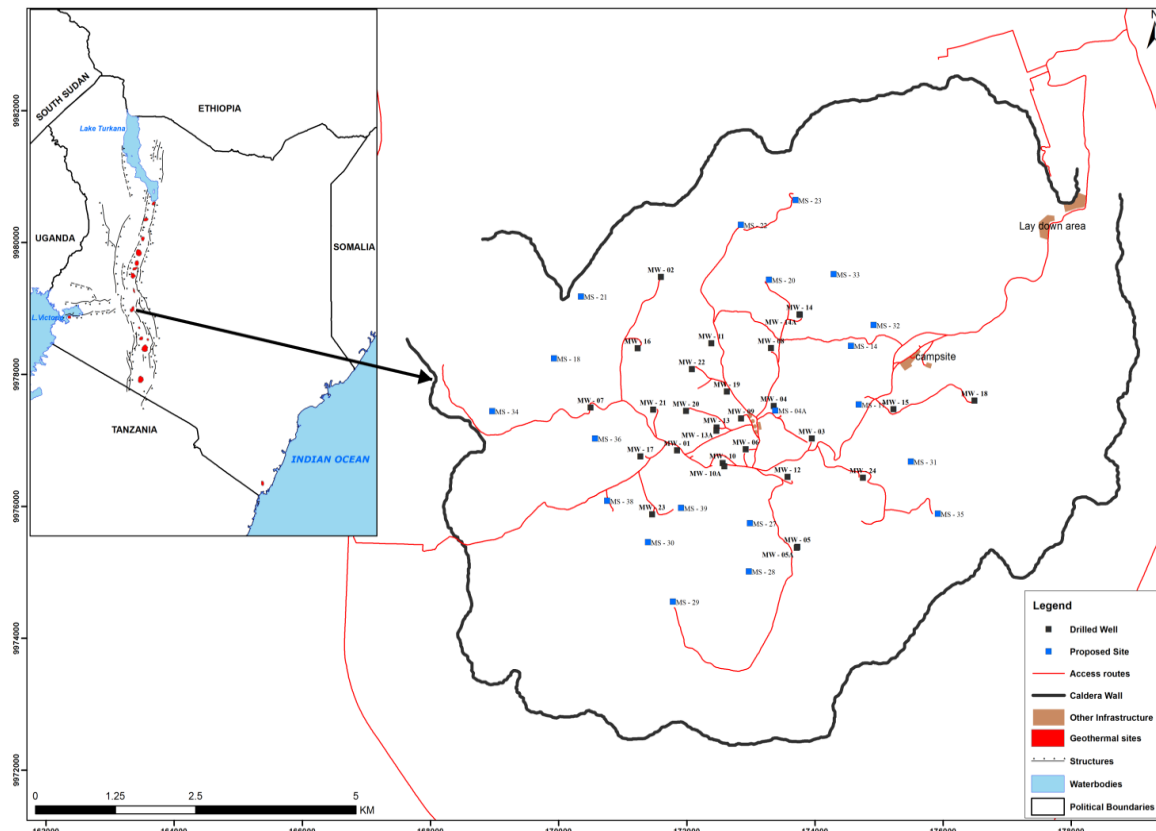 N
SOUTH SUDAN
ETHIOPIA
Lake Turkana
UGANDA
SOMALIA
L.Victoria
TANZANIA
INDIAN OCEAN
9982000
9980000
9978000
9976000
9974000
9972000
MS - 23
MS - 22
Lay down area
MW - 02
MS - 20
MS - 33
MS - 21
MW - 14
MW - 14A
MS - 32
MW - 16
MW - 11
MW - 08
MS - 14
MS - 18
campsite
MW - 22
MW - 19
MW - 18
MW - 07
MW - 21
MW - 20
MW - 04
MS - 04A
MW - 15
MS - 34
MW - 09
MW - 13
MW - 13A
MS - 36
MW - 03
MW - 17
MW - 01
MW - 06
MW - 10
MW - 10A
MS - 31
MW - 12
MW - 24
MS - 38
MS - 39
MW - 23
MS - 35
MS - 27
MS - 30
MW - 05
MW - 05A
MS - 28
MS - 29
Legend
Drilled Well
Proposed Site
Access routes
Caldera Wall
Other Infrastructure
Geothermal sites
Structures
Waterbodies
Political Boundaries
0 1.25 2.5 5
KM